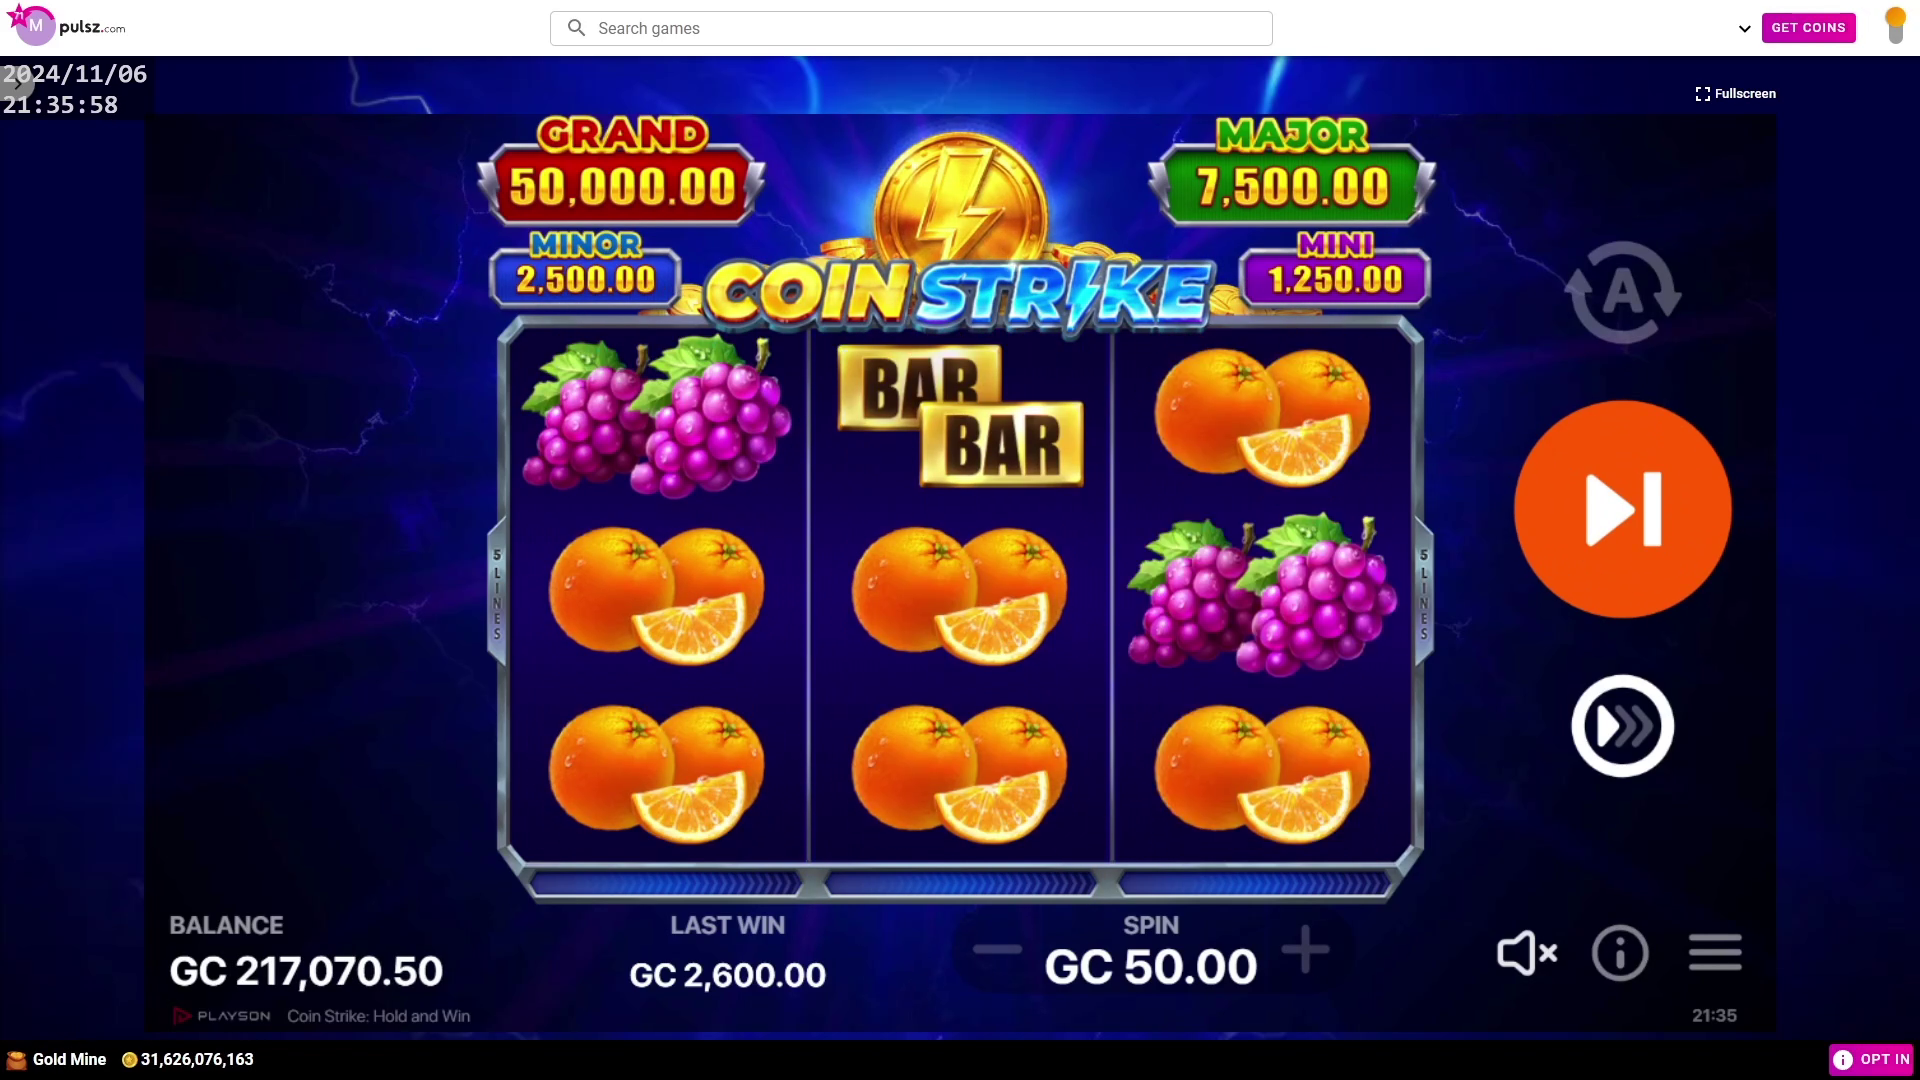 M
pulsz.com
Search games
GET COINS
2024/11/06
21:35:58
Fullscreen
GRAND
50,000.00
MAJOR
7,500.00
MINOR
2,500.00
MINI
1,250.00
COIN STRIKE
A
BAR
BAR
5 LINES
5 LINES
BALANCE
GC 217,070.50
LAST WIN
GC 2,600.00
SPIN
GC 50.00
PLAYSON
Coin Strike: Hold and Win
21:35
Gold Mine
31,626,076,163
OPT IN